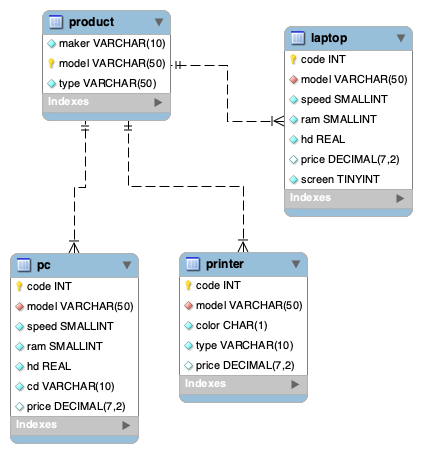 product
maker VARCHAR(10)
model VARCHAR(50)
type VARCHAR(50)
Indexes
laptop
code INT
model VARCHAR(50)
speed SMALLINT
ram SMALLINT
hd REAL
price DECIMAL(7,2)
screen TINYINT
Indexes
pc
code INT
model VARCHAR(50)
speed SMALLINT
ram SMALLINT
hd REAL
cd VARCHAR(10)
price DECIMAL(7,2)
Indexes
printer
code INT
model VARCHAR(50)
color CHAR(1)
type VARCHAR(10)
price DECIMAL(7,2)
Indexes